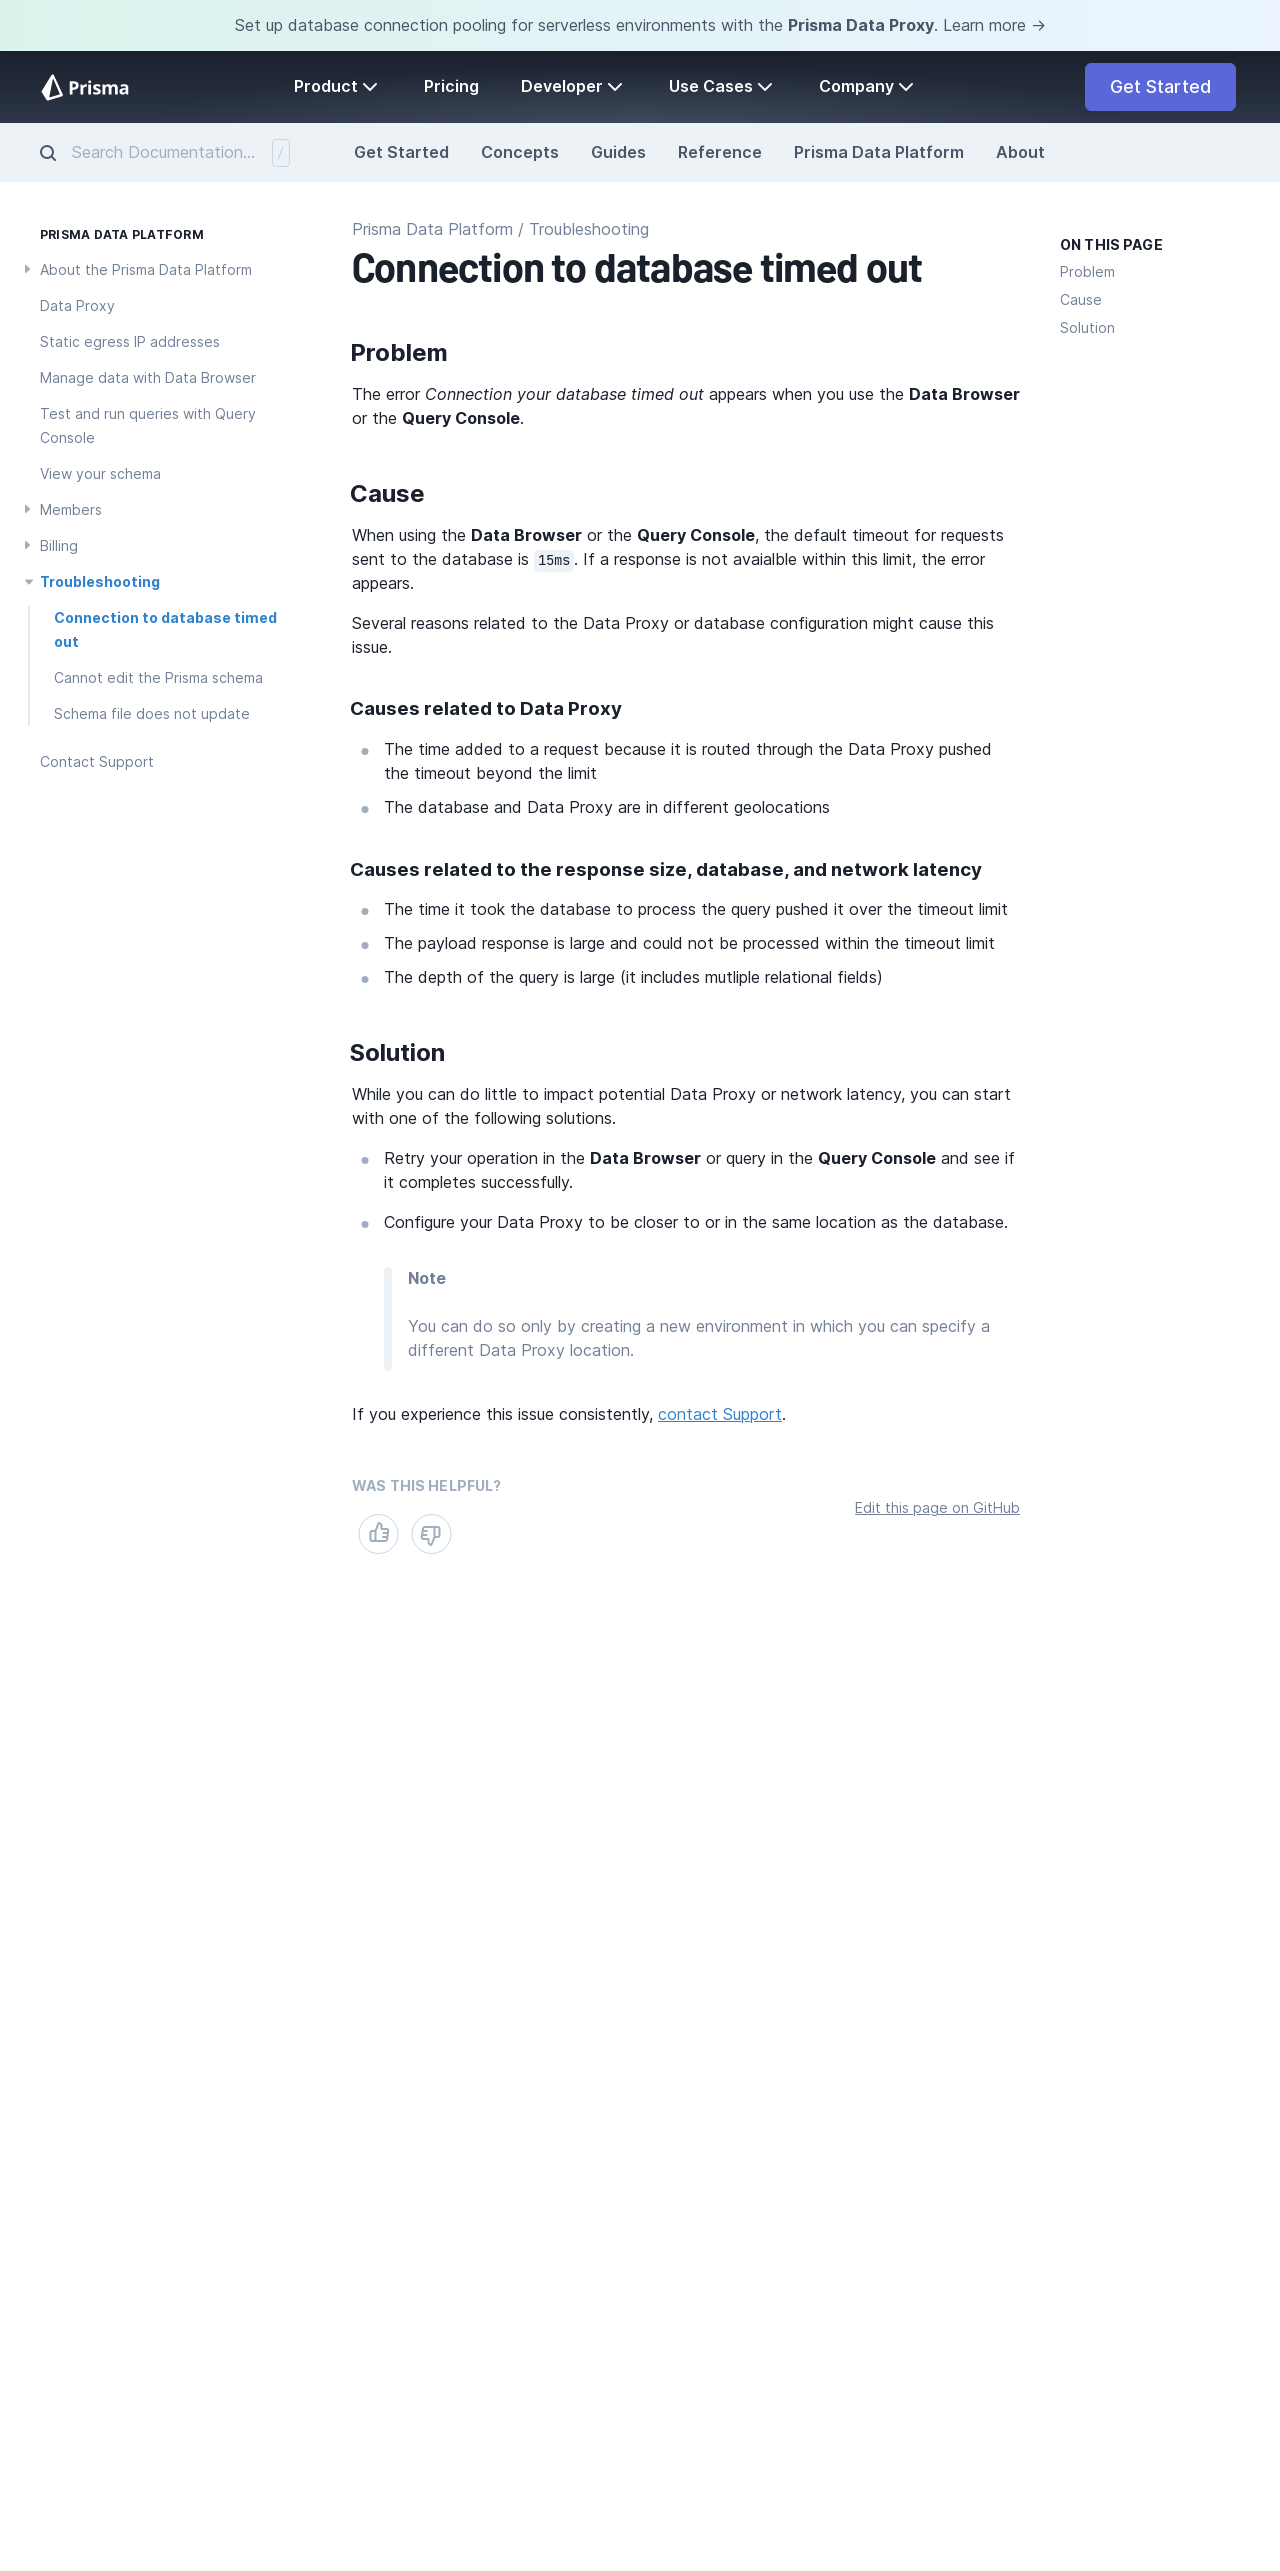 Set up database connection pooling for serverless environments with the Prisma Data Proxy. Learn more →
Prisma
Product
Pricing
Developer
Use Cases
Company
Get Started
Search Documentation...
/
Get Started
Concepts
Guides
Reference
Prisma Data Platform
About
PRISMA DATA PLATFORM
About the Prisma Data Platform
Data Proxy
Static egress IP addresses
Manage data with Data Browser
Test and run queries with Query
Console
View your schema
Members
Billing
Troubleshooting
Connection to database timed
out
Cannot edit the Prisma schema
Schema file does not update
Contact Support
Prisma Data Platform / Troubleshooting
Connection to database timed out
Problem
The error Connection your database timed out appears when you use the Data Browser
or the Query Console.
Cause
When using the Data Browser or the Query Console, the default timeout for requests
sent to the database is 15ms. If a response is not avaialble within this limit, the error
appears.
Several reasons related to the Data Proxy or database configuration might cause this
issue.
Causes related to Data Proxy
The time added to a request because it is routed through the Data Proxy pushed
the timeout beyond the limit
The database and Data Proxy are in different geolocations
Causes related to the response size, database, and network latency
The time it took the database to process the query pushed it over the timeout limit
The payload response is large and could not be processed within the timeout limit
The depth of the query is large (it includes mutliple relational fields)
Solution
While you can do little to impact potential Data Proxy or network latency, you can start
with one of the following solutions.
Retry your operation in the Data Browser or query in the Query Console and see if
it completes successfully.
Configure your Data Proxy to be closer to or in the same location as the database.
Note
You can do so only by creating a new environment in which you can specify a
different Data Proxy location.
If you experience this issue consistently, contact Support.
WAS THIS HELPFUL?
Edit this page on GitHub
ON THIS PAGE
Problem
Cause
Solution